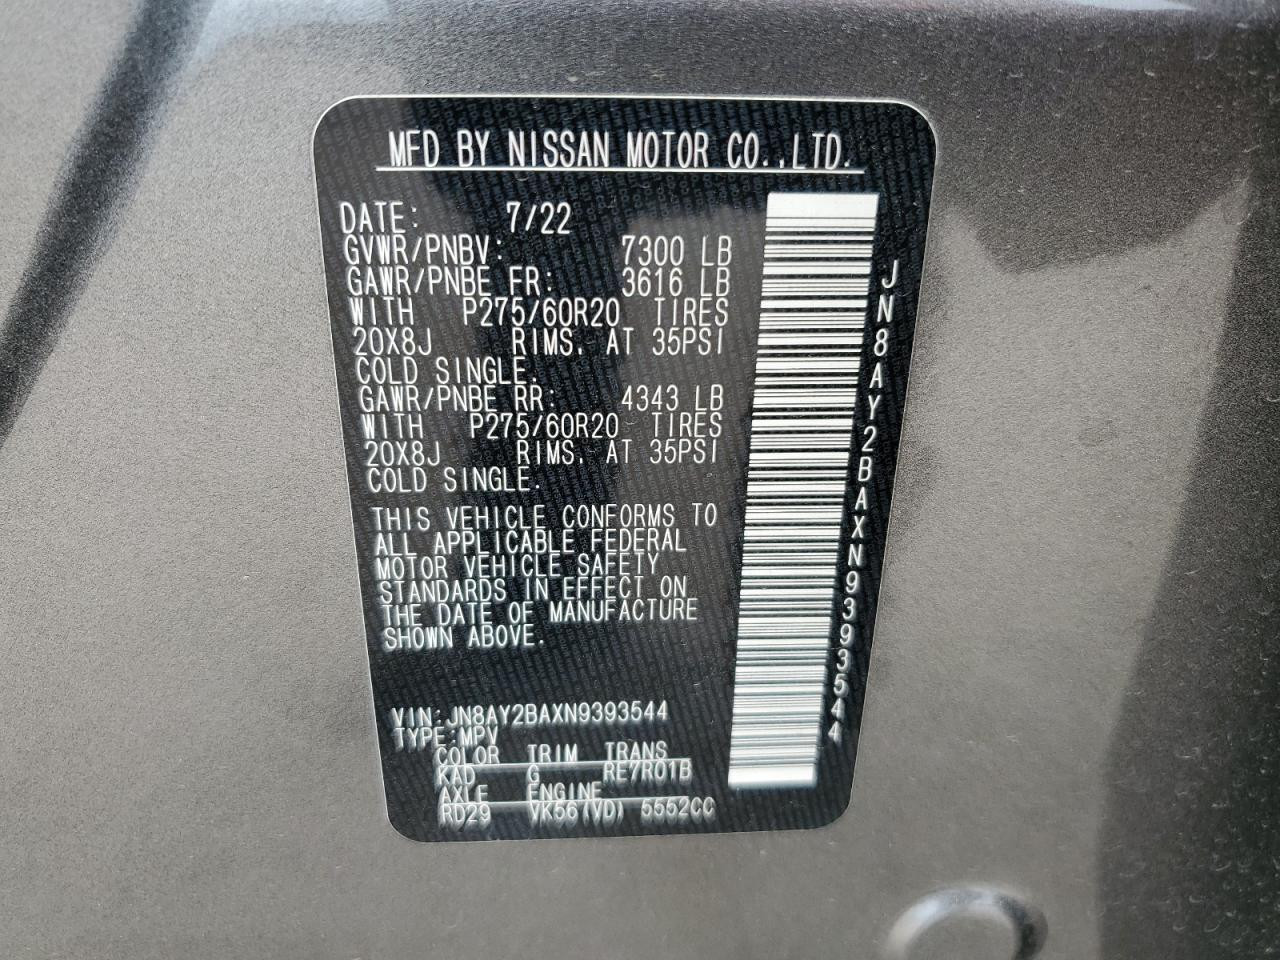 MFD BY NISSAN MOTOR CO.,LTD.
DATE: 7/22
GVWR/PNBV: 7300 LB
GAWR/PNBE FR: 3616 LB
WITH P275/60R20 TIRES
20X8J RIMS. AT 35PSI
COLD SINGLE.
GAWR/PNBE RR: 4343 LB
WITH P275/60R20 TIRES
20X8J RIMS. AT 35PSI
COLD SINGLE.
THIS VEHICLE CONFORMS TO
ALL APPLICABLE FEDERAL
MOTOR VEHICLE SAFETY
STANDARDS IN EFFECT ON
THE DATE OF MANUFACTURE
SHOWN ABOVE.
VIN:JN8AY2BAXN9393544
TYPE:MPV
COLOR TRIM TRANS
KAD G RE7R01B
AXLE ENGINE
RD29 VK56(VD) 5552CC
JN8AY2BAXN9393544